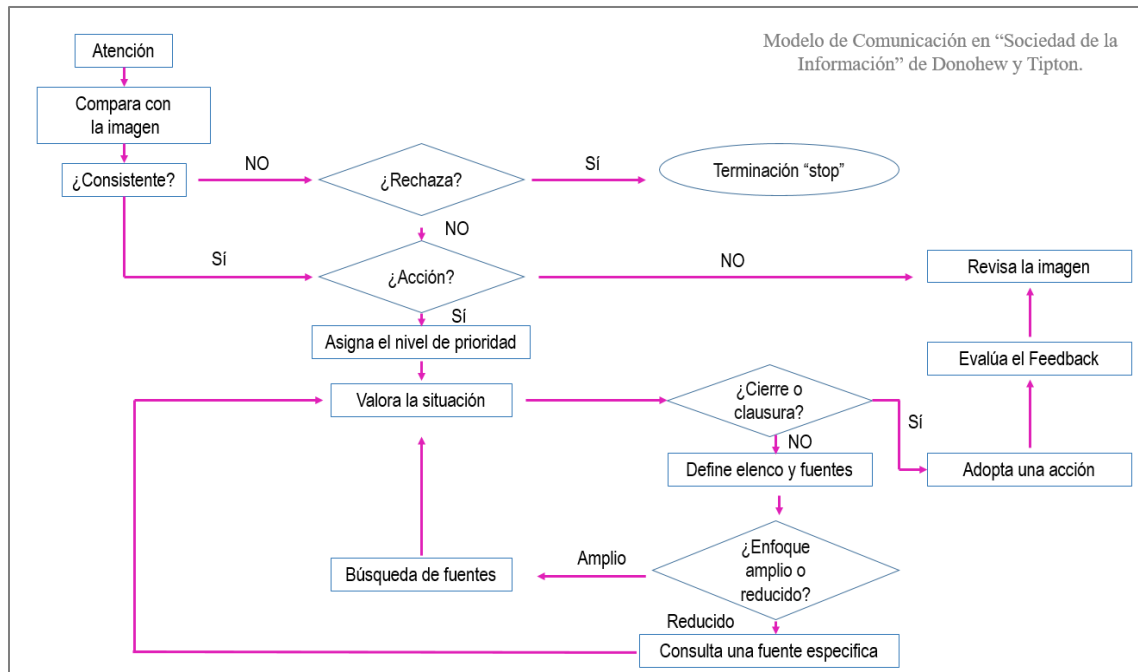 Modelo de Comunicación en “Sociedad de la
Información” de Donohew y Tipton.
Atención
Compara con
la imagen
¿Consistente?
NO
¿Rechaza?
Sí
Terminación “stop”
NO
Sí
¿Acción?
NO
Revisa la imagen
Sí
Asigna el nivel de prioridad
Evalúa el Feedback
Valora la situación
¿Cierre o
clausura?
Sí
NO
Define elenco y fuentes
Adopta una acción
¿Enfoque
amplio o
reducido?
Amplio
Búsqueda de fuentes
Reducido
Consulta una fuente especifica